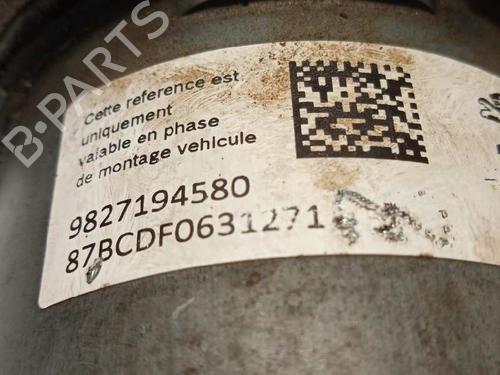 B-PARTS
Cette reference est
uniquement
valable en phase
de montage vehicule
9827194580
87BCDF0631271